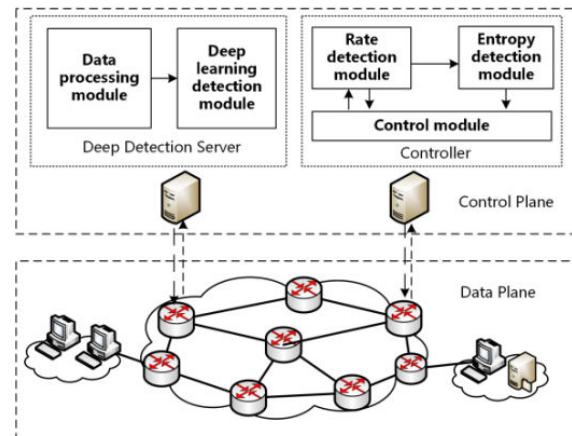 Data
processing
module
Deep
learning
detection
module
Deep Detection Server
Rate
detection
module
Entropy
detection
module
Control module
Controller
Control Plane
Data Plane